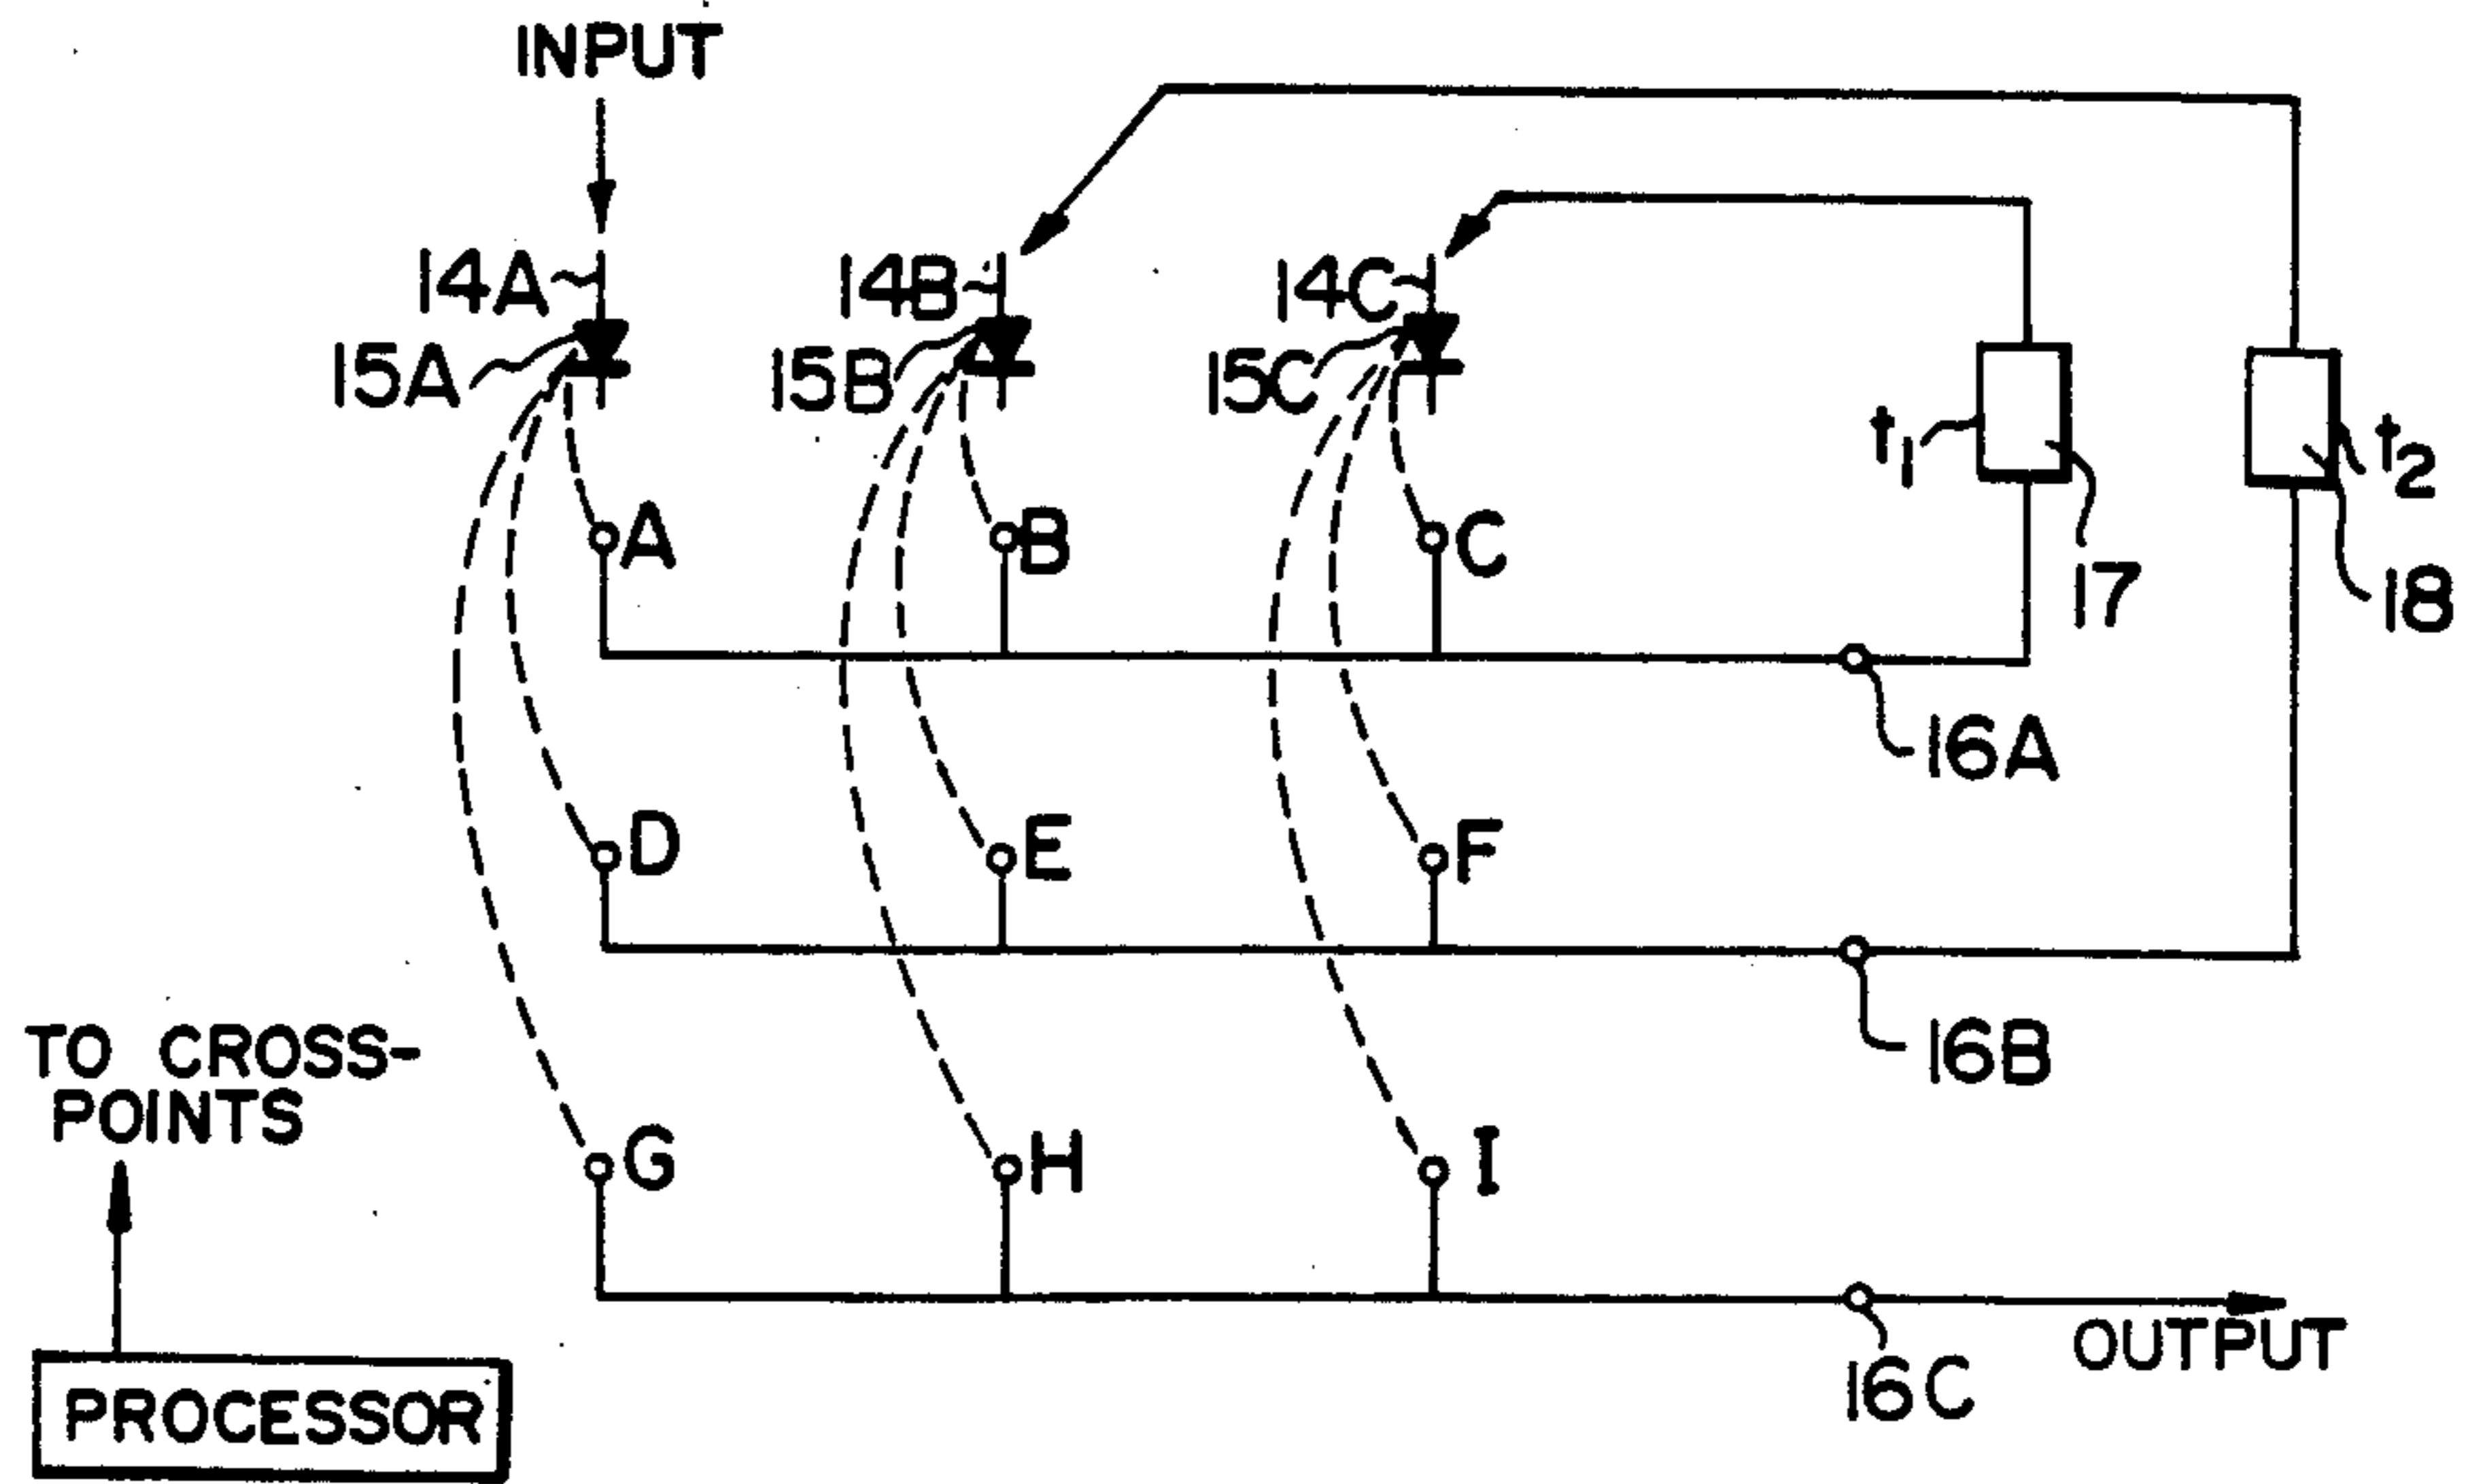 INPUT
14A
14B
14C
15A
15B
15C
t1
t2
A
B
C
17
18
16A
D
E
F
16B
TO CROSS-
POINTS
G
H
I
OUTPUT
16C
PROCESSOR